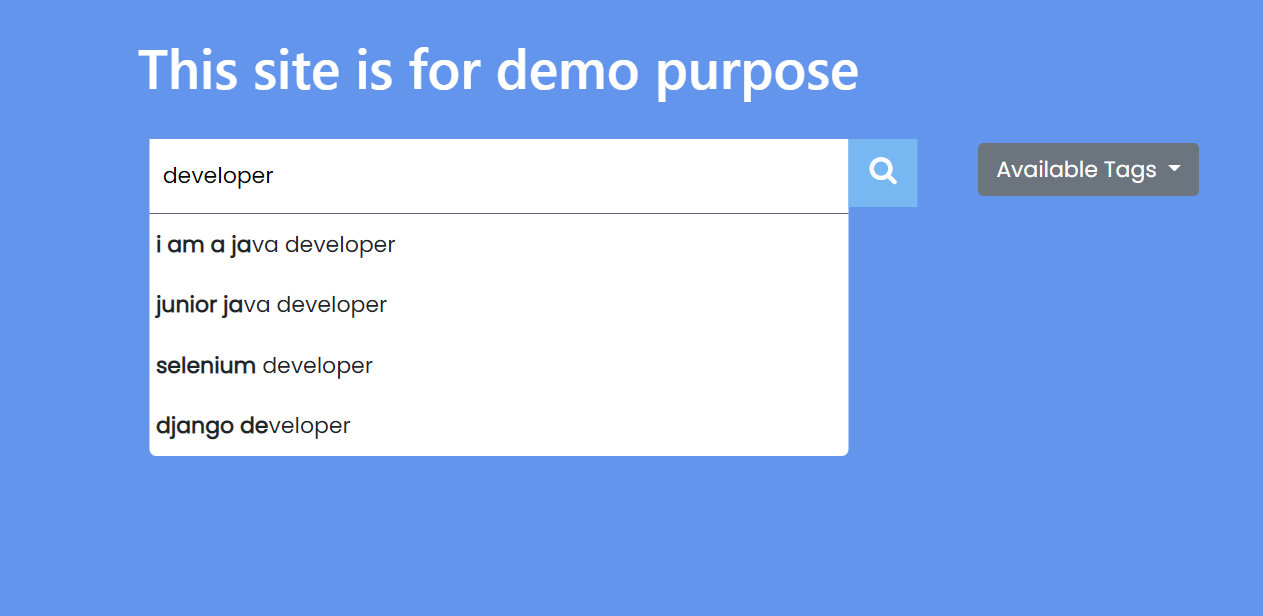 This site is for demo purpose
developer
Available Tags
i am a java developer
junior java developer
selenium developer
django developer